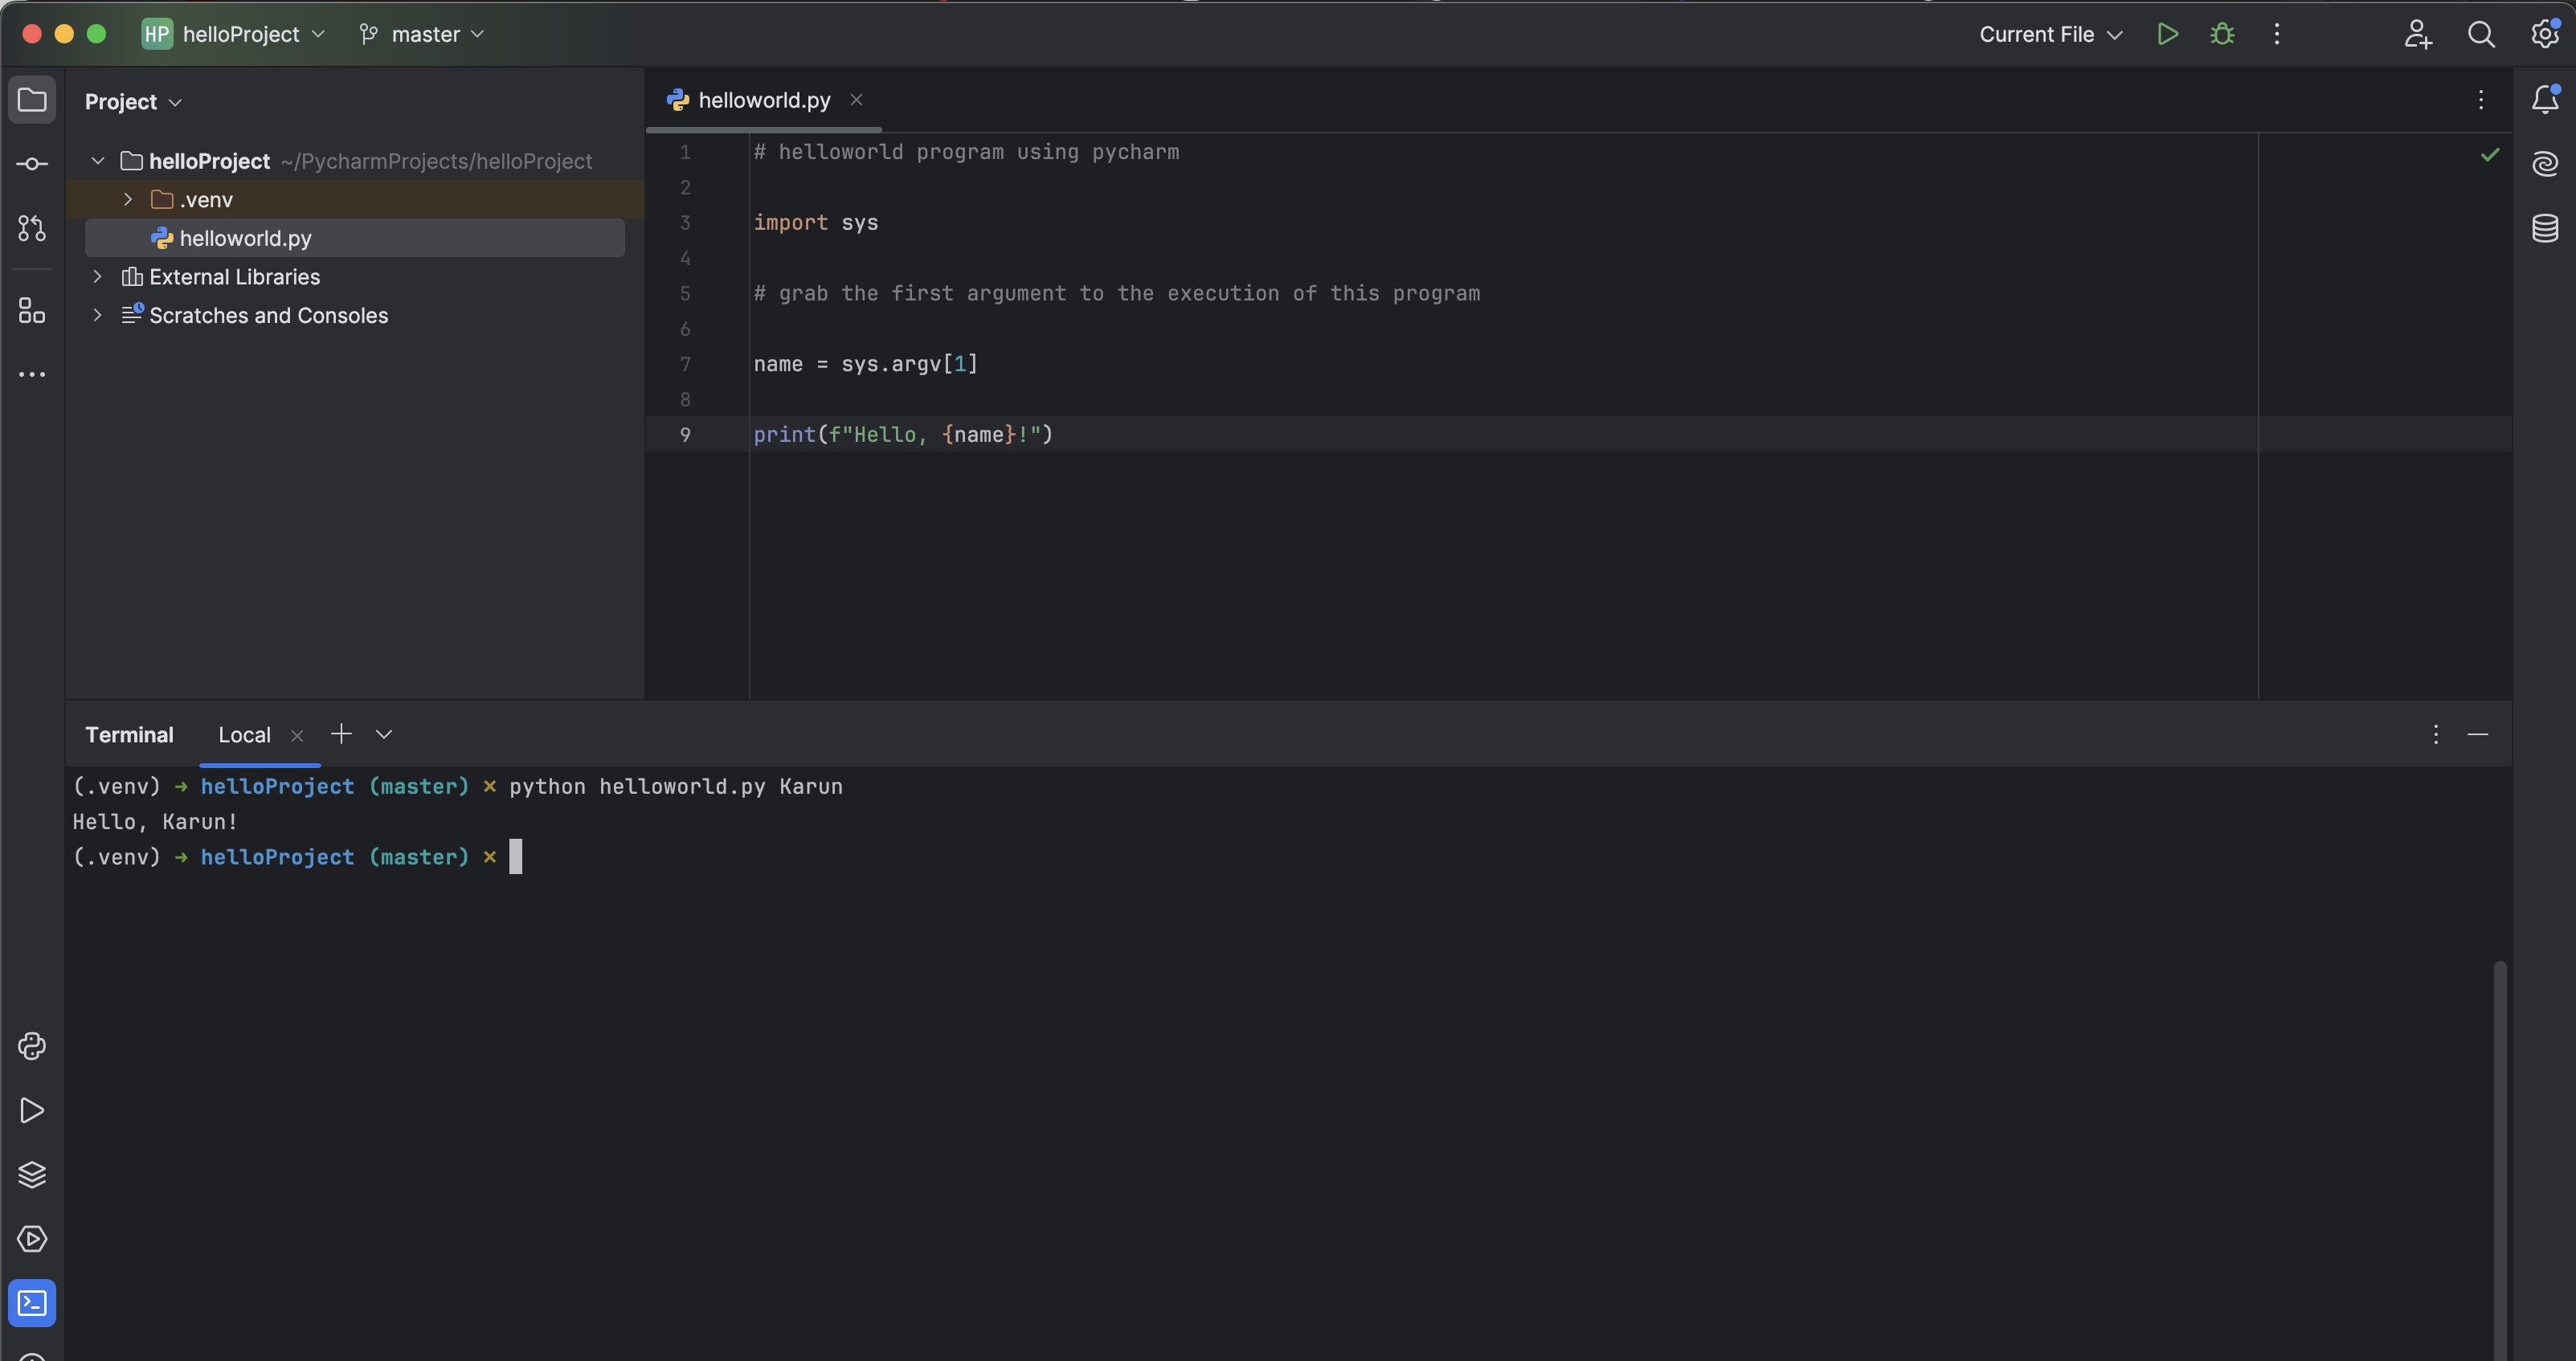 HP helloProject master Current File
Project
helloProject ~/PycharmProjects/helloProject
.venv
helloworld.py
External Libraries
Scratches and Consoles
helloworld.py
1 # helloworld program using pycharm
2
3 import sys
4
5 # grab the first argument to the execution of this program
6
7 name = sys.argv[1]
8
9 print(f"Hello, {name}!")
Terminal Local
(.venv) → helloProject (master) × python helloworld.py Karun
Hello, Karun!
(.venv) → helloProject (master) ×